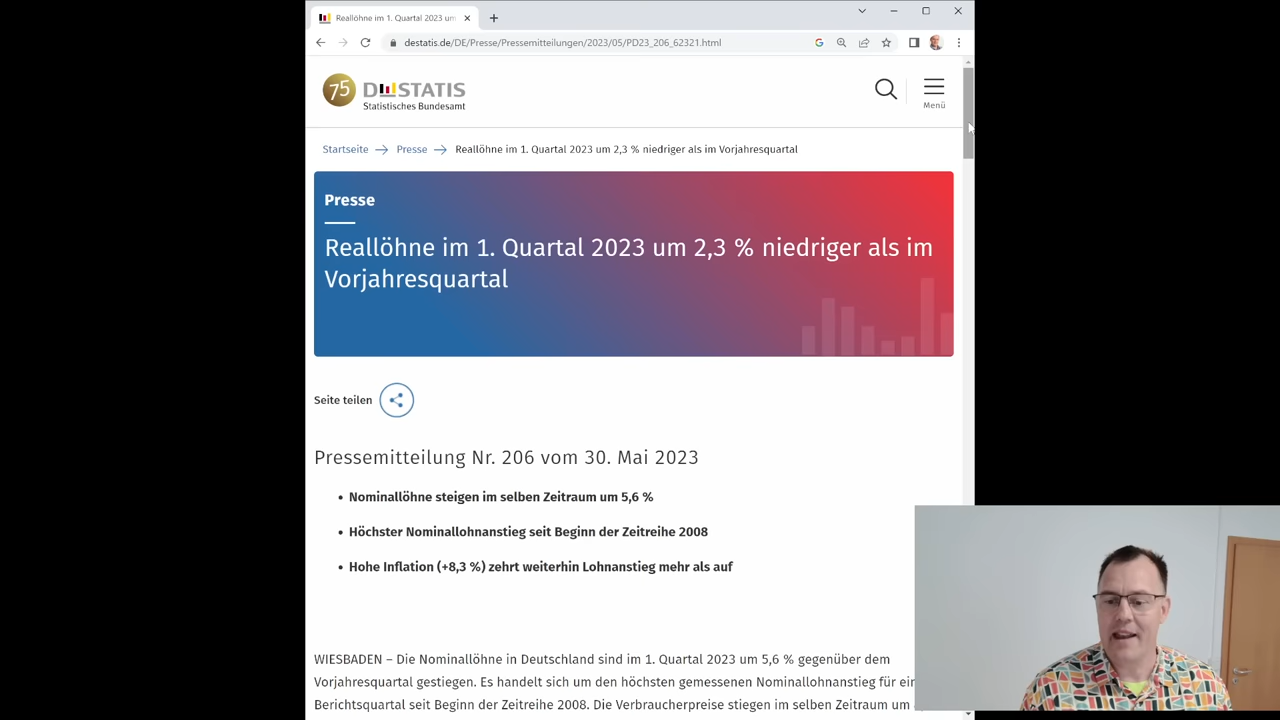 Reallöhne im 1. Quartal 2023 um
destatis.de/DE/Presse/Pressemitteilungen/2023/05/PD23_206_62321.html
75 DESTATIS
Statistisches Bundesamt
Menü
Startseite → Presse → Reallöhne im 1. Quartal 2023 um 2,3 % niedriger als im Vorjahresquartal
Presse
Reallöhne im 1. Quartal 2023 um 2,3 % niedriger als im
Vorjahresquartal
Seite teilen
Pressemitteilung Nr. 206 vom 30. Mai 2023
• Nominallöhne steigen im selben Zeitraum um 5,6 %
• Höchster Nominallohnanstieg seit Beginn der Zeitreihe 2008
• Hohe Inflation (+8,3 %) zehrt weiterhin Lohnanstieg mehr als auf
WIESBADEN – Die Nominallöhne in Deutschland sind im 1. Quartal 2023 um 5,6 % gegenüber dem
Vorjahresquartal gestiegen. Es handelt sich um den höchsten gemessenen Nominallohnanstieg für
Berichtsquartal seit Beginn der Zeitreihe 2008. Die Verbraucherpreise stiegen im selben Zeitraum um